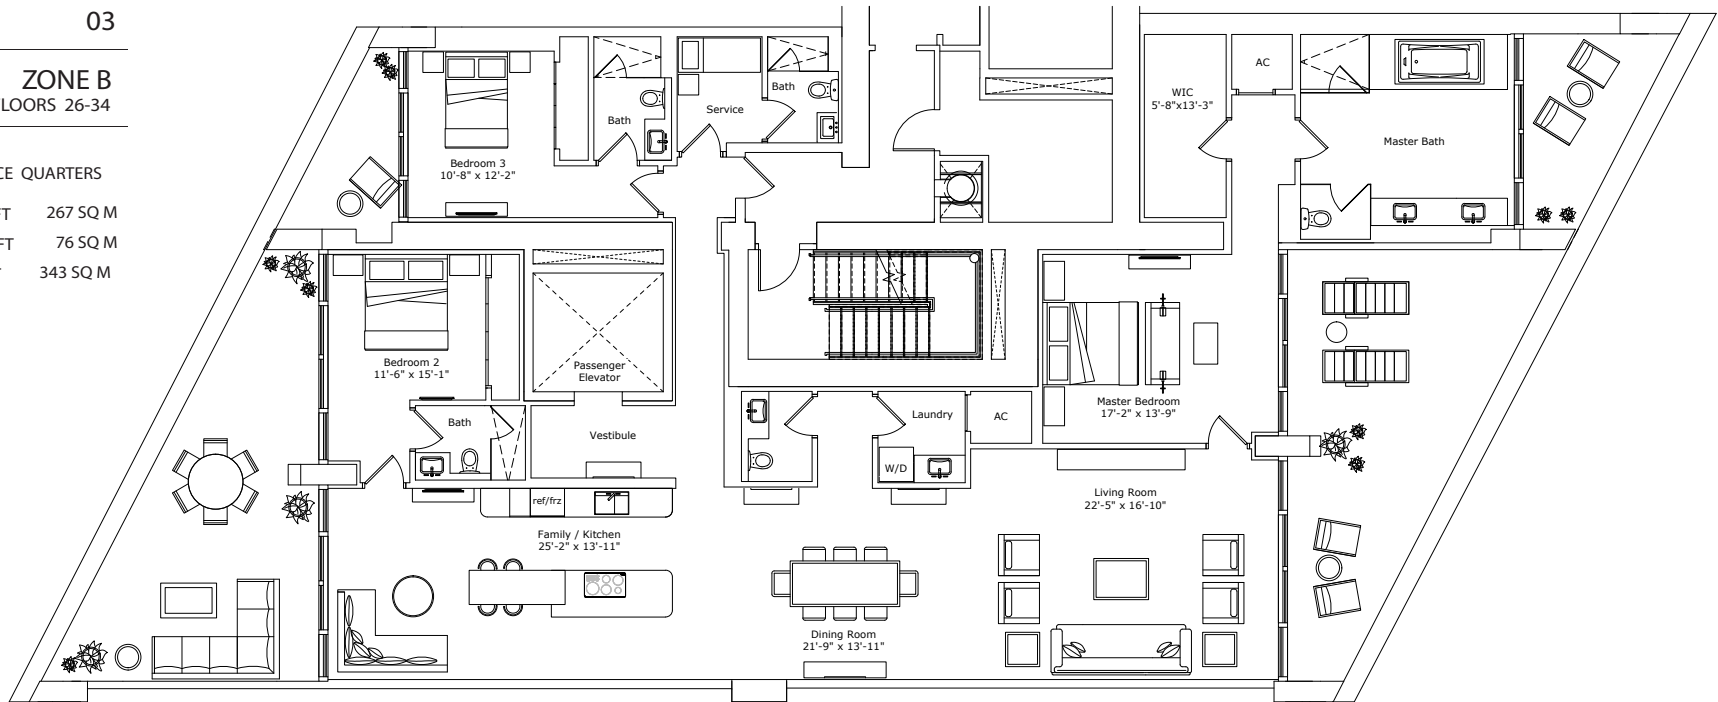 03
ZONE B
LOORS 26-34
CE QUARTERS
FT 267 SQ M
FT 76 SQ M
343 SQ M
Bedroom 3
10'-8" x 12'-2"
Bath
Service
Bath
WIC
5'-8"x13'-3"
AC
Master Bath
Bedroom 2
11'-6" x 15'-1"
Passenger
Elevator
Master Bedroom
17'-2" x 13'-9"
Bath
Vestibule
Laundry
AC
W/D
ref/frz
Family / Kitchen
25'-2" x 13'-11"
Living Room
22'-5" x 16'-10"
Dining Room
21'-9" x 13'-11"